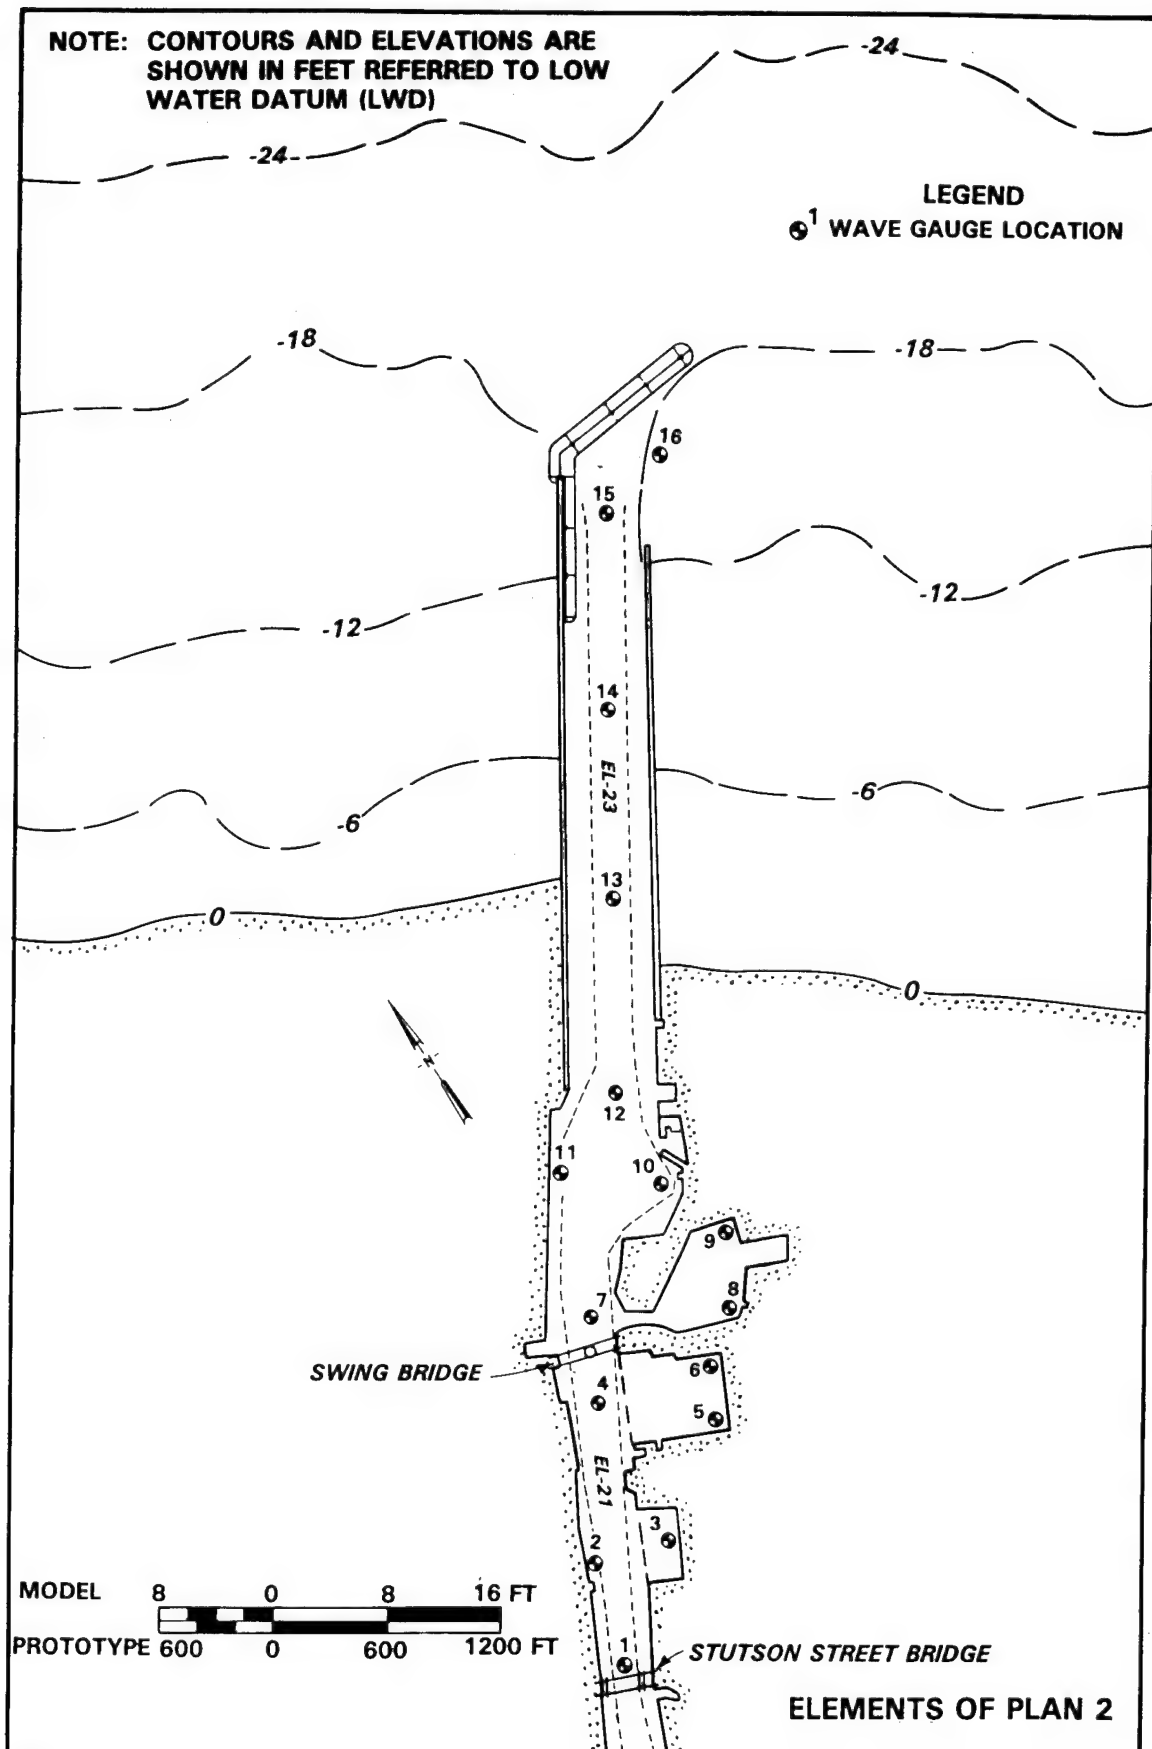 NOTE: CONTOURS AND ELEVATIONS ARE
SHOWN IN FEET REFERRED TO LOW
WATER DATUM (LWD)
-24
-24
LEGEND
1 WAVE GAUGE LOCATION
-18
-18
16
15
-12
-12
14
EL-23
-6
-6
13
0
0
N
12
11
10
9
8
7
SWING BRIDGE
6
4
5
EL-21
3
2
MODEL 8 0 8 16 FT
PROTOTYPE 600 0 600 1200 FT
1
STUTSON STREET BRIDGE
ELEMENTS OF PLAN 2